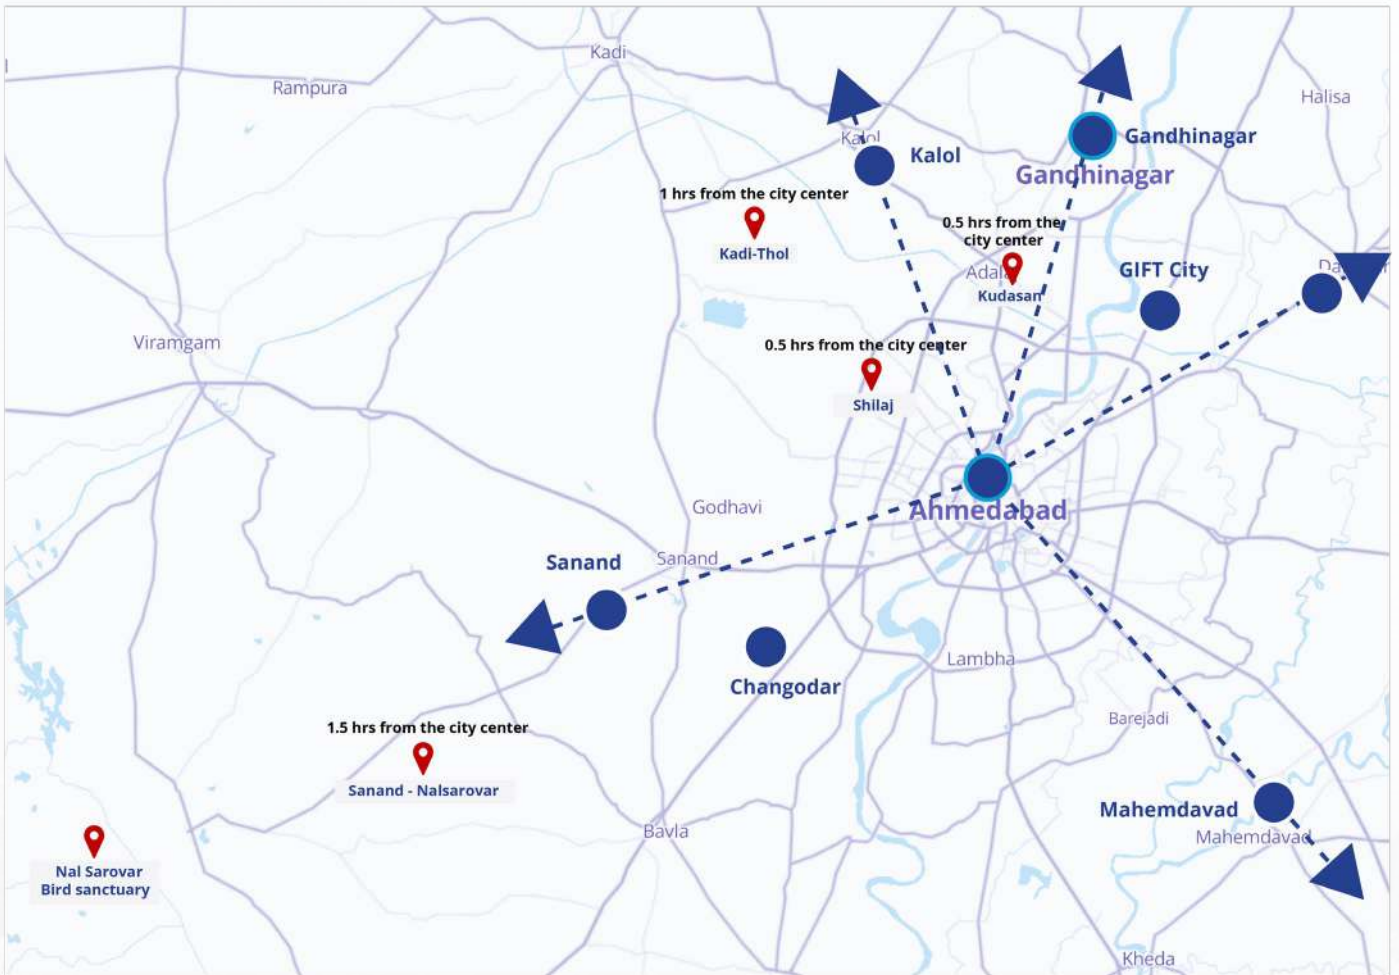 Kadi
Rampura
Halisa
Kalol
Kalol
Gandhinagar
Gandhinagar
1 hrs from the city center
Kadi-Thol
0.5 hrs from the
city center
Kudasan
GIFT City
Viramgam
0.5 hrs from the city center
Shilaj
Godhavi
Ahmedabad
Sanand
Sanand
Changodar
Lambha
Barejadi
1.5 hrs from the city center
Sanand - Nalsarovar
Mahemdavad
Mahemdavad
Bavla
Nal Sarovar
Bird sanctuary
Kheda